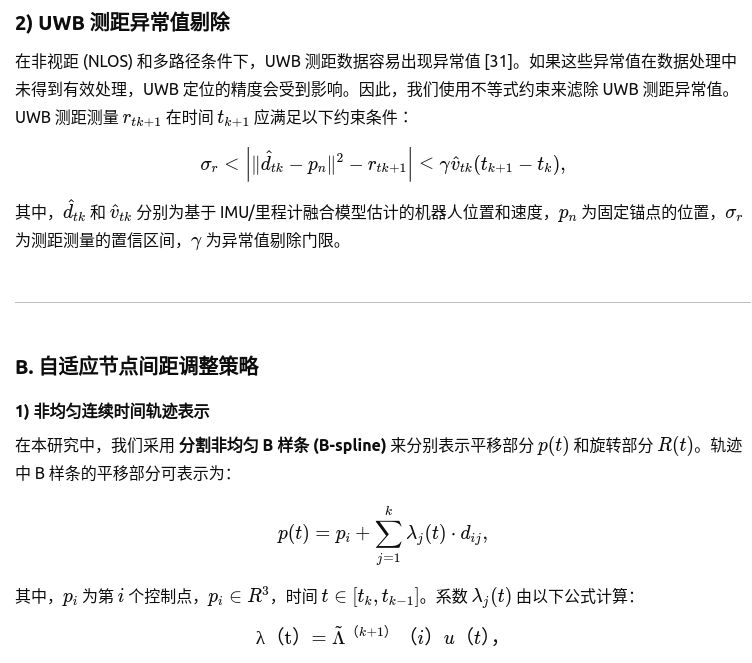 2) UWB 测距异常值剔除
在非视距 (NLOS) 和多路径条件下，UWB 测距数据容易出现异常值 [31]。如果这些异常值在数据处理中
未得到有效处理，UWB 定位的精度会受到影响。因此，我们使用不等式约束来滤除 UWB 测距异常值。
UWB 测距测量 $r_{tk+1}$ 在时间 $t_{k+1}$ 应满足以下约束条件：
$\sigma_r < \left| \|\hat{d}_{tk} - p_n\|^2 - r_{tk+1} \right| < \gamma \hat{v}_{tk}(t_{k+1} - t_k),$
其中，$\hat{d}_{tk}$ 和 $\hat{v}_{tk}$ 分别为基于 IMU/里程计融合模型估计的机器人位置和速度，$p_n$ 为固定锚点的位置，$\sigma_r$
为测距测量的置信区间，$\gamma$ 为异常值剔除门限。
B. 自适应节点间距调整策略
1) 非均匀连续时间轨迹表示
在本研究中，我们采用 分割非均匀 B 样条 (B-spline) 来分别表示平移部分 $p(t)$ 和旋转部分 $R(t)$。轨迹
中 B 样条的平移部分可表示为：
$p(t) = p_i + \sum_{j=1}^{k} \lambda_j(t) \cdot d_{ij},$
其中，$p_i$ 为第 $i$ 个控制点，$p_i \in R^3$，时间 $t \in [t_k, t_{k-1}]$。系数 $\lambda_j(t)$ 由以下公式计算：
$λ（t）= \tilde{Λ}^{（k+1）}（i）u（t），$